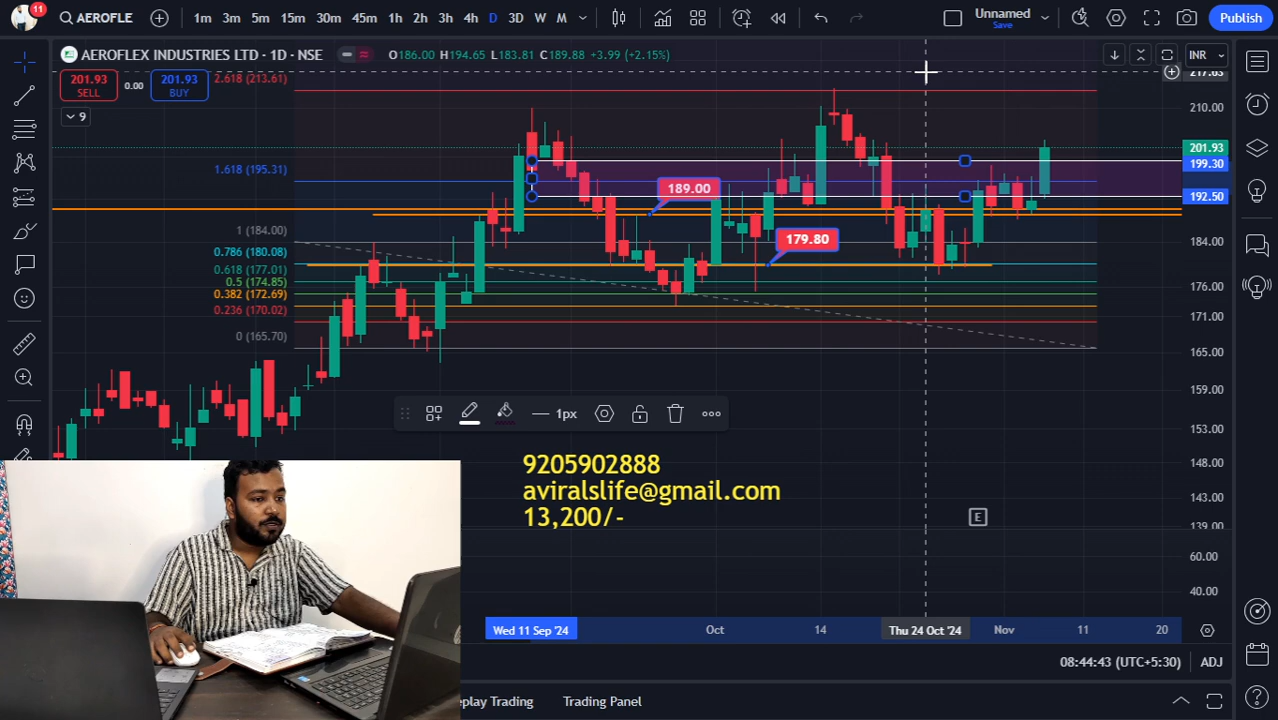 11
AEROFLE
1m 3m 5m 15m 30m 45m 1h 2h 3h 4h D 3D W M
Unnamed
Save
Publish
AEROFLEX INDUSTRIES LTD · 1D · NSE
O186.00 H194.65 L183.81 C189.88 +3.99 (+2.15%)
INR
201.93
SELL
0.00
201.93
BUY
9
2.618 (213.61)
1.618 (195.31)
1 (184.00)
0.786 (180.08)
0.618 (177.01)
0.5 (174.85)
0.382 (172.69)
0.236 (170.02)
0 (165.70)
189.00
179.80
217.63
210.00
201.93
199.30
192.50
184.00
176.00
171.00
165.00
159.00
153.00
148.00
143.00
139.00
60.00
40.00
1px
9205902888
aviralslife@gmail.com
13,200/-
E
Wed 11 Sep '24
Oct
14
Thu 24 Oct '24
Nov
11
20
08:44:43 (UTC+5:30)
ADJ
eplay Trading
Trading Panel